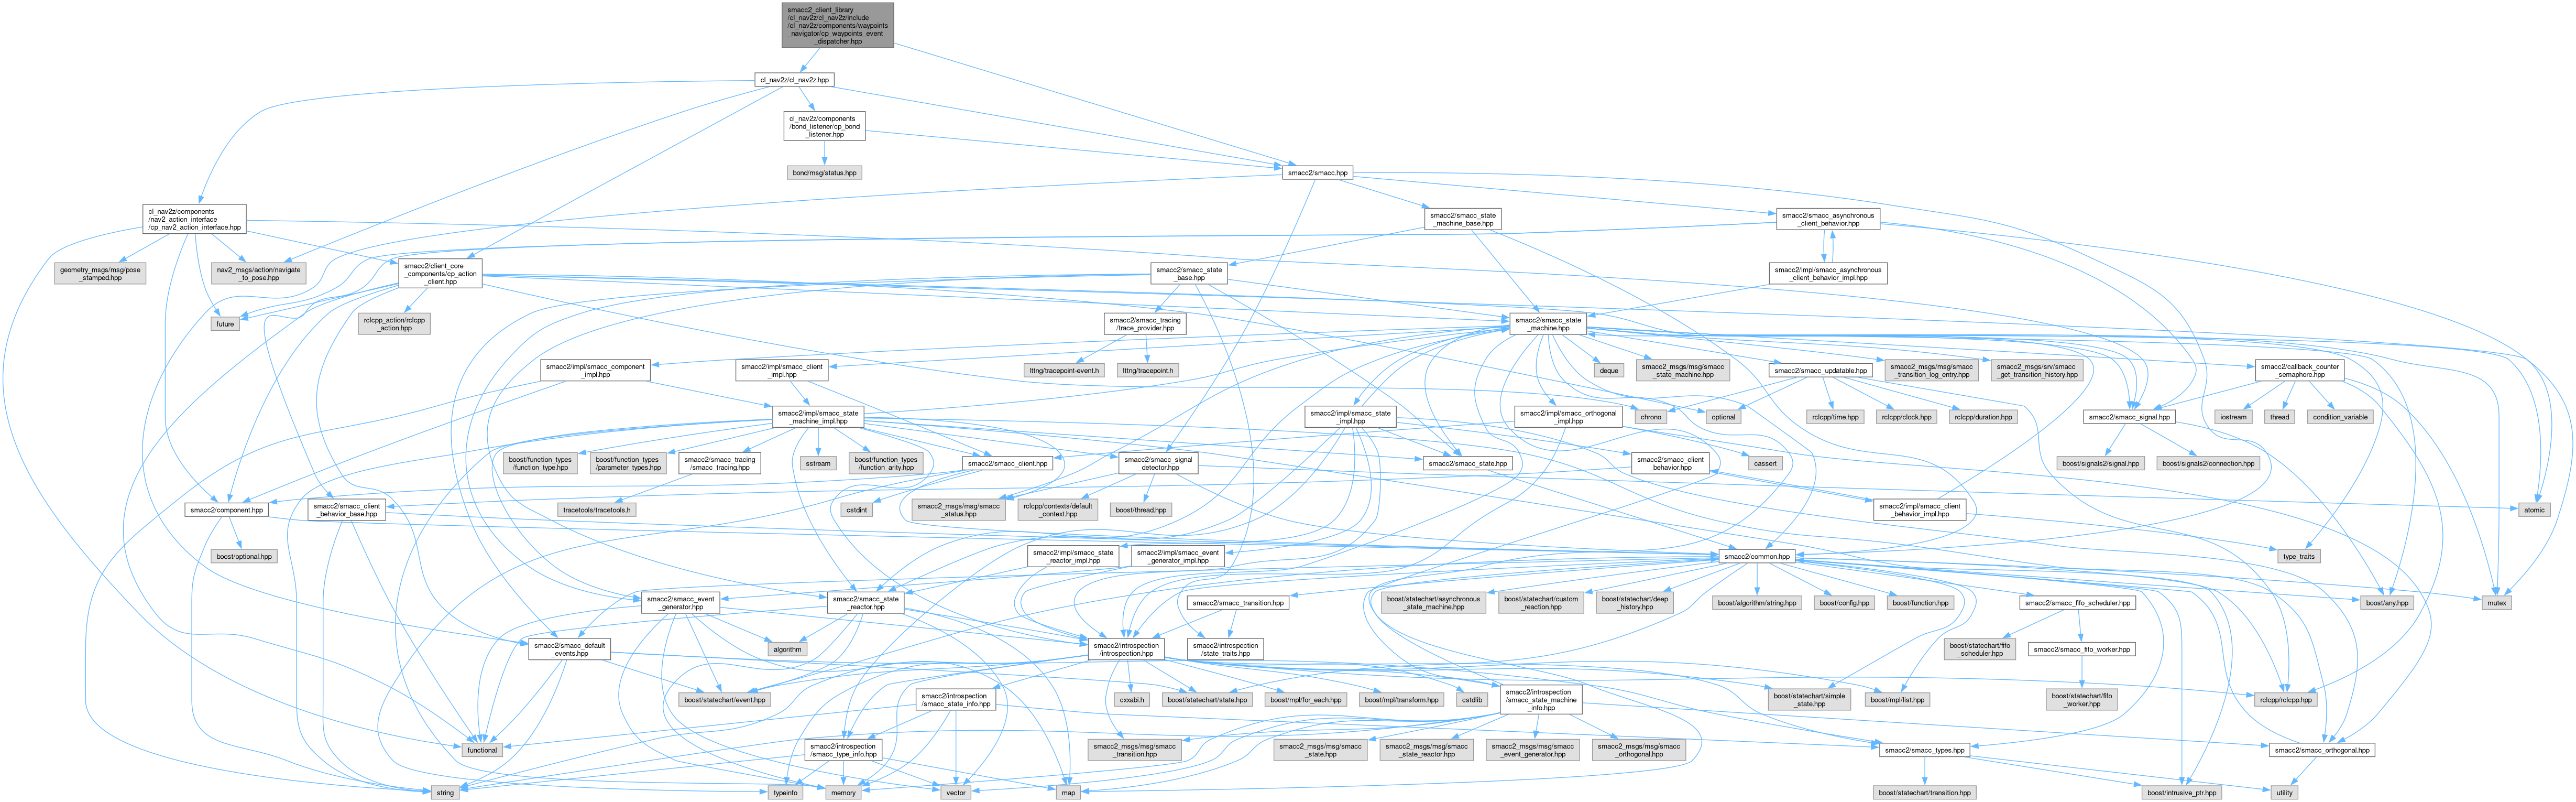 smacc2_client_library
/cl_nav2z/cl_nav2z/include
/cl_nav2z/components/waypoints
_navigator/cp_waypoints_event
_dispatcher.hpp
cl_nav2z/cl_nav2z.hpp
cl_nav2z/components
/bond_listener/cp_bond
_listener.hpp
bond/msg/status.hpp
smacc2/smacc.hpp
cl_nav2z/components
/nav2_action_interface
/cp_nav2_action_interface.hpp
smacc2/smacc_state
_machine_base.hpp
smacc2/smacc_asynchronous
_client_behavior.hpp
geometry_msgs/msg/pose
_stamped.hpp
nav2_msgs/action/navigate
_to_pose.hpp
smacc2/client_core
_components/cp_action
_client.hpp
smacc2/smacc_state
_base.hpp
smacc2/impl/smacc_asynchronous
_client_behavior_impl.hpp
future
rclcpp_action/rclcpp
_action.hpp
smacc2/smacc_tracing
/trace_provider.hpp
smacc2/smacc_state
_machine.hpp
smacc2/impl/smacc_component
_impl.hpp
smacc2/impl/smacc_client
_impl.hpp
lttng/tracepoint-event.h
lttng/tracepoint.h
deque
smacc2_msgs/msg/smacc
_state_machine.hpp
smacc2/smacc_updatable.hpp
smacc2_msgs/msg/smacc
_transition_log_entry.hpp
smacc2_msgs/srv/smacc
_get_transition_history.hpp
smacc2/callback_counter
_semaphore.hpp
smacc2/impl/smacc_state
_machine_impl.hpp
smacc2/impl/smacc_state
_impl.hpp
chrono
smacc2/impl/smacc_orthogonal
_impl.hpp
optional
rclcpp/time.hpp
rclcpp/clock.hpp
rclcpp/duration.hpp
smacc2/smacc_signal.hpp
iostream
thread
condition_variable
boost/function_types
/function_type.hpp
boost/function_types
/parameter_types.hpp
smacc2/smacc_tracing
/smacc_tracing.hpp
sstream
boost/function_types
/function_arity.hpp
smacc2/smacc_client.hpp
smacc2/smacc_signal
_detector.hpp
smacc2/smacc_state.hpp
smacc2/smacc_client
_behavior.hpp
cassert
boost/signals2/signal.hpp
boost/signals2/connection.hpp
smacc2/component.hpp
smacc2/smacc_client
_behavior_base.hpp
tracetools/tracetools.h
cstdint
smacc2_msgs/msg/smacc
_status.hpp
rclcpp/contexts/default
_context.hpp
boost/thread.hpp
smacc2/impl/smacc_client
_behavior_impl.hpp
atomic
boost/optional.hpp
smacc2/impl/smacc_state
_reactor_impl.hpp
smacc2/impl/smacc_event
_generator_impl.hpp
smacc2/common.hpp
type_traits
smacc2/smacc_event
_generator.hpp
smacc2/smacc_state
_reactor.hpp
smacc2/smacc_transition.hpp
boost/statechart/asynchronous
_state_machine.hpp
boost/statechart/custom
_reaction.hpp
boost/statechart/deep
_history.hpp
boost/algorithm/string.hpp
boost/config.hpp
boost/function.hpp
smacc2/smacc_fifo_scheduler.hpp
boost/any.hpp
mutex
smacc2/smacc_default
_events.hpp
algorithm
smacc2/introspection
/introspection.hpp
smacc2/introspection
/state_traits.hpp
boost/statechart/fifo
_scheduler.hpp
smacc2/smacc_fifo_worker.hpp
boost/statechart/event.hpp
smacc2/introspection
/smacc_state_info.hpp
cxxabi.h
boost/statechart/state.hpp
boost/mpl/for_each.hpp
boost/mpl/transform.hpp
cstdlib
smacc2/introspection
/smacc_state_machine
_info.hpp
boost/statechart/simple
_state.hpp
boost/mpl/list.hpp
boost/statechart/fifo
_worker.hpp
rclcpp/rclcpp.hpp
functional
smacc2/introspection
/smacc_type_info.hpp
smacc2_msgs/msg/smacc
_transition.hpp
smacc2_msgs/msg/smacc
_state.hpp
smacc2_msgs/msg/smacc
_state_reactor.hpp
smacc2_msgs/msg/smacc
_event_generator.hpp
smacc2_msgs/msg/smacc
_orthogonal.hpp
smacc2/smacc_types.hpp
smacc2/smacc_orthogonal.hpp
string
typeinfo
memory
vector
map
boost/statechart/transition.hpp
boost/intrusive_ptr.hpp
utility